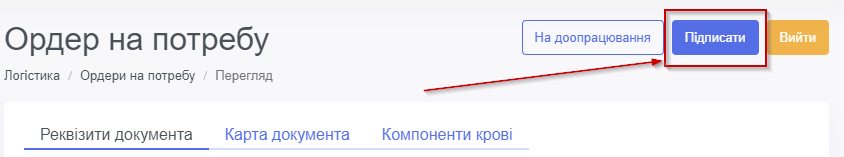 Ордер на потребу
На доопрацювання Підписати Вийти
Логістика / Ордери на потребу / Перегляд
Реквізити документа Карта документа Компоненти крові